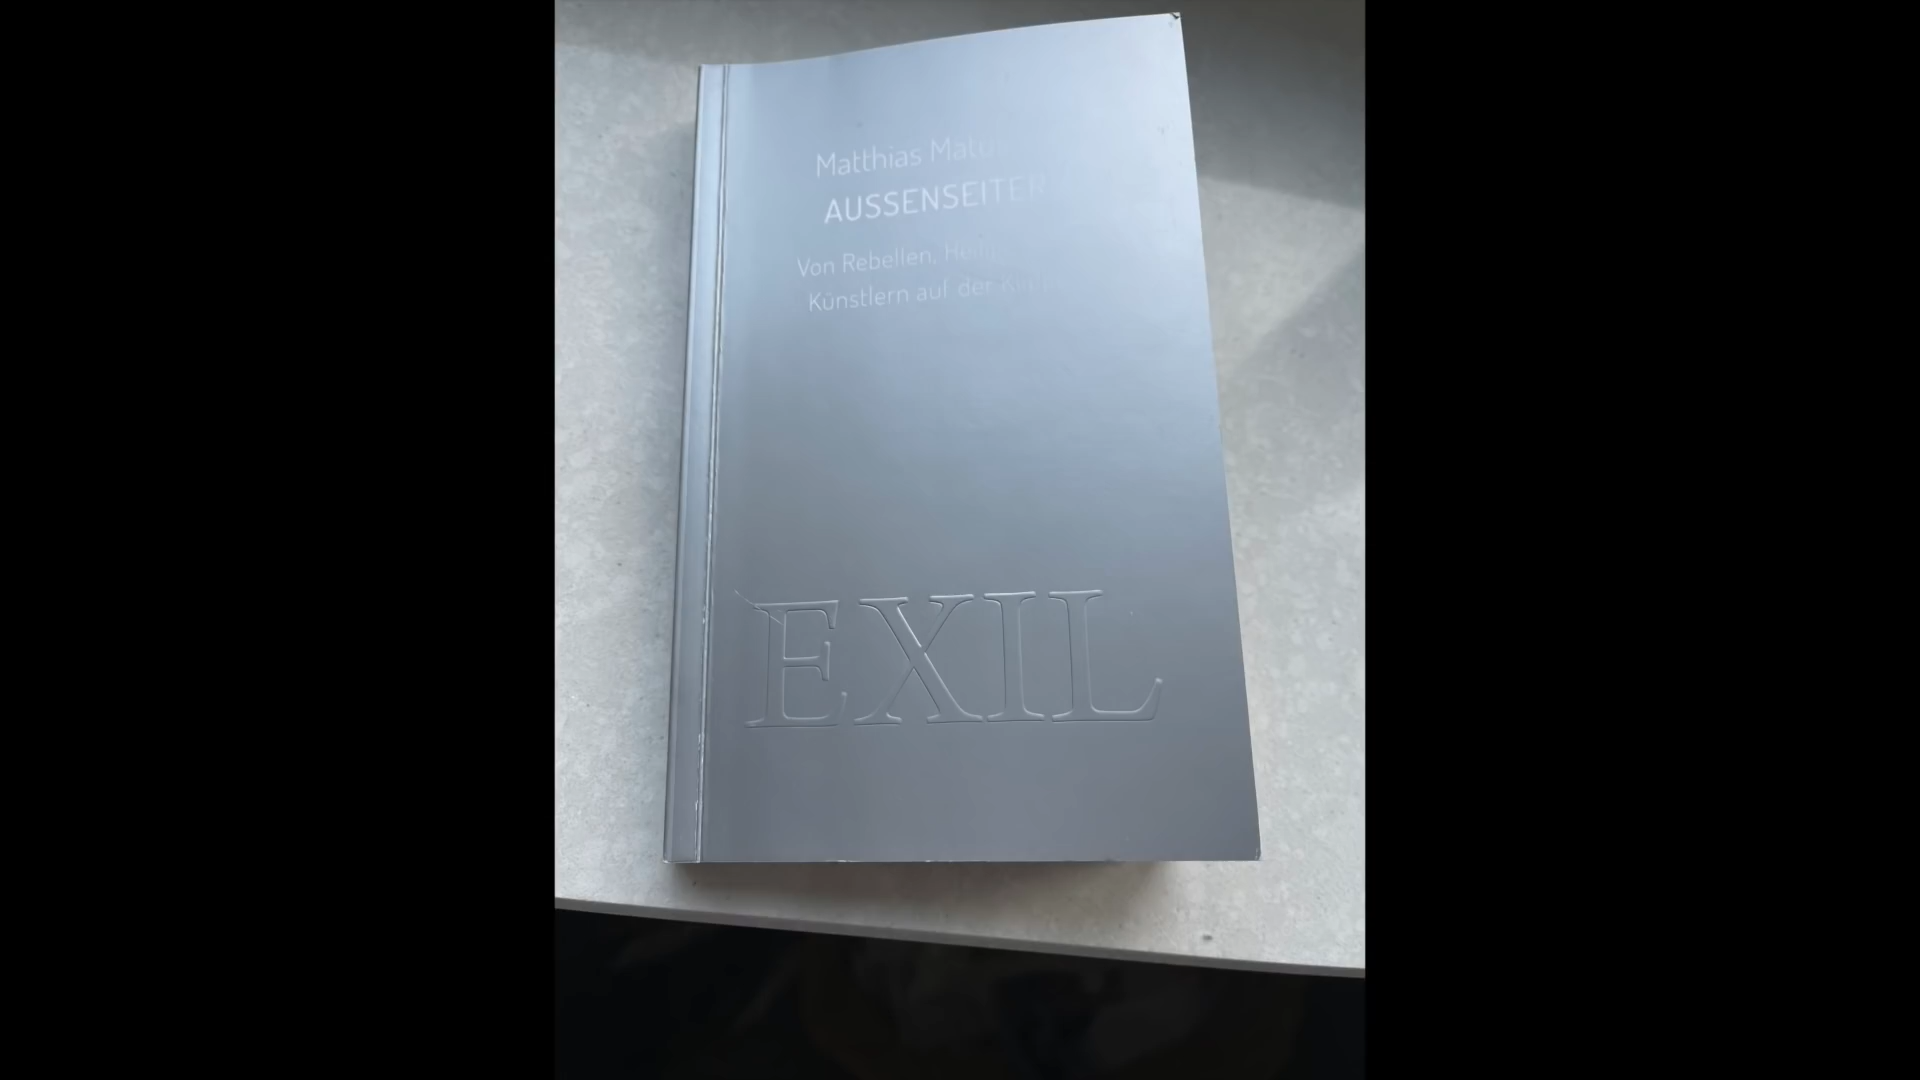 Matthias
AUSSENSEITER
Von Rebellen,
Künstlern auf der
EXIL